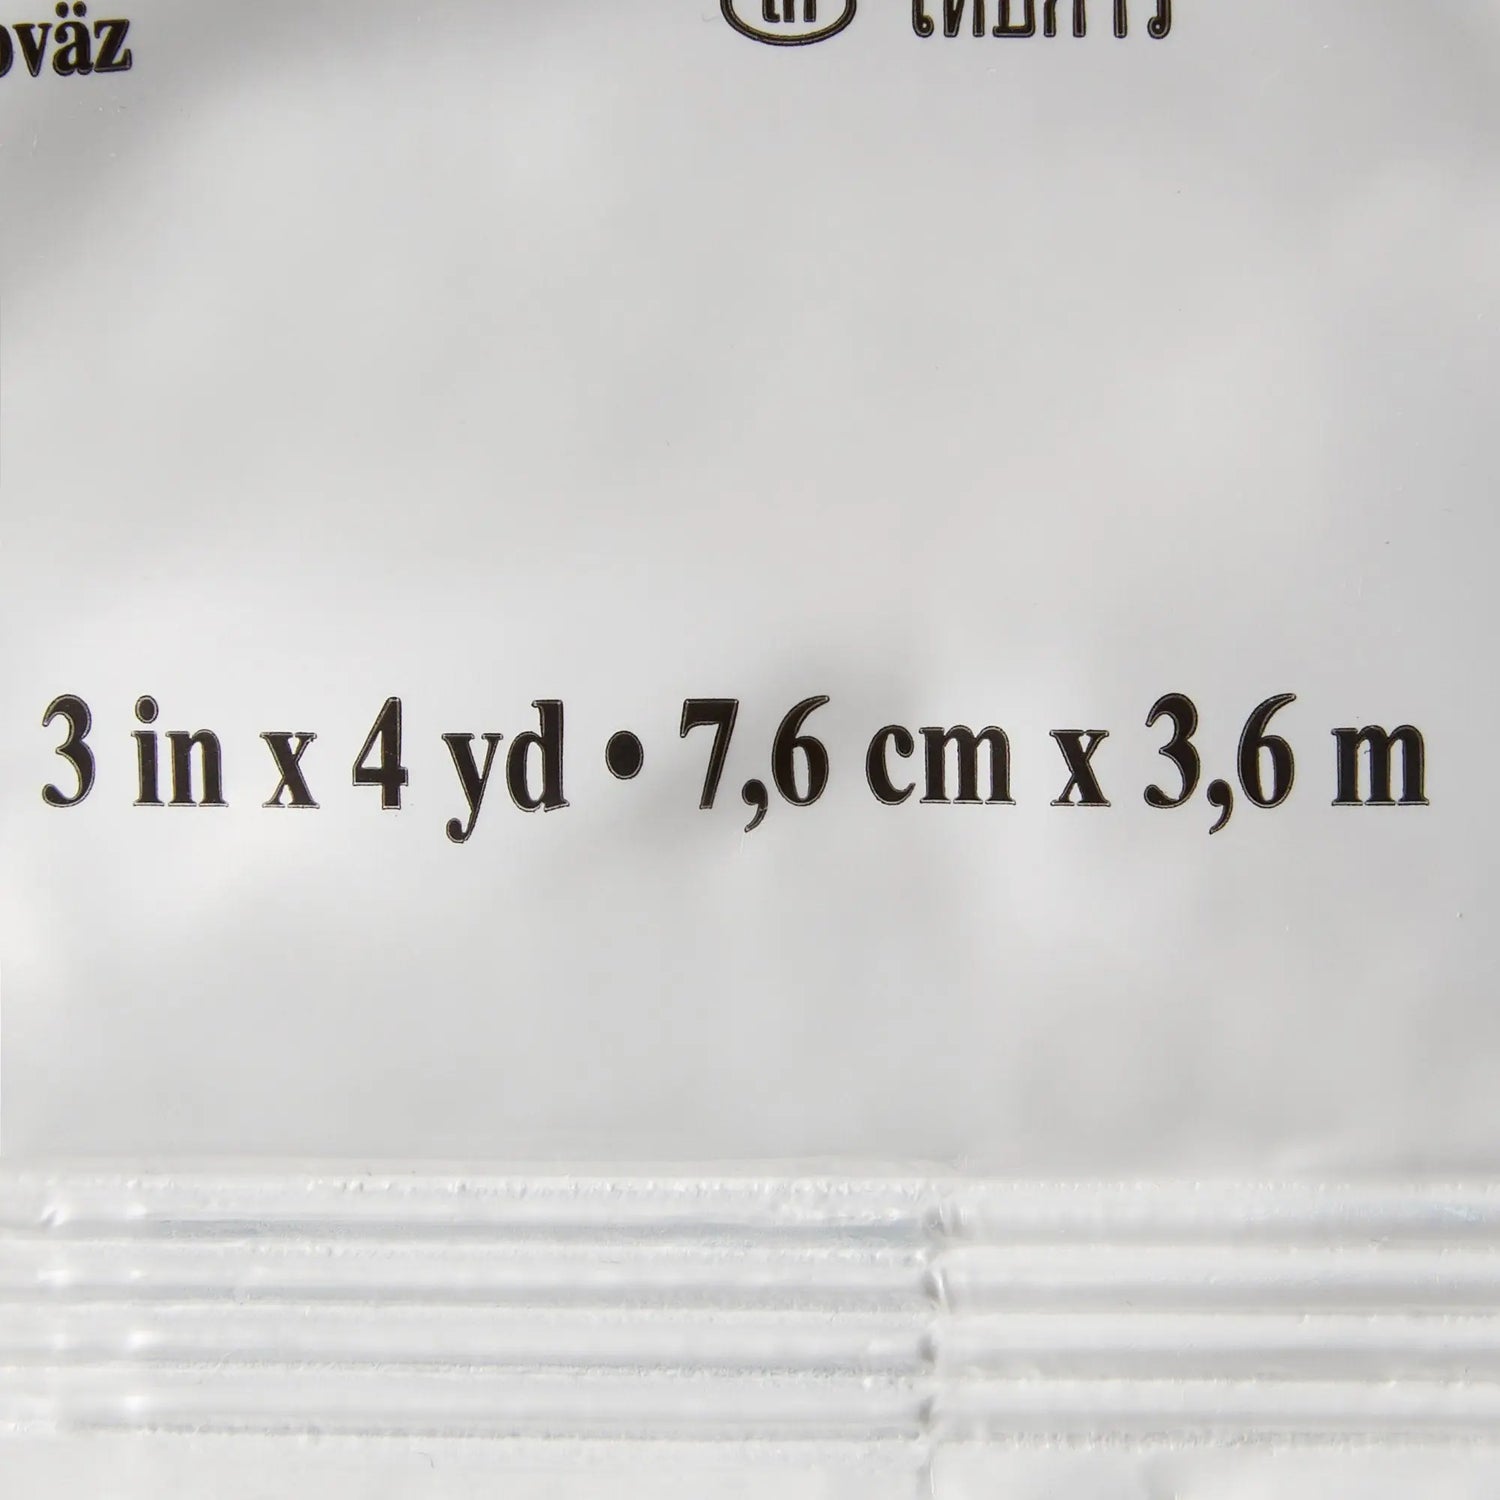 3 in x 4 yd • 7,6 cm x 3,6 m